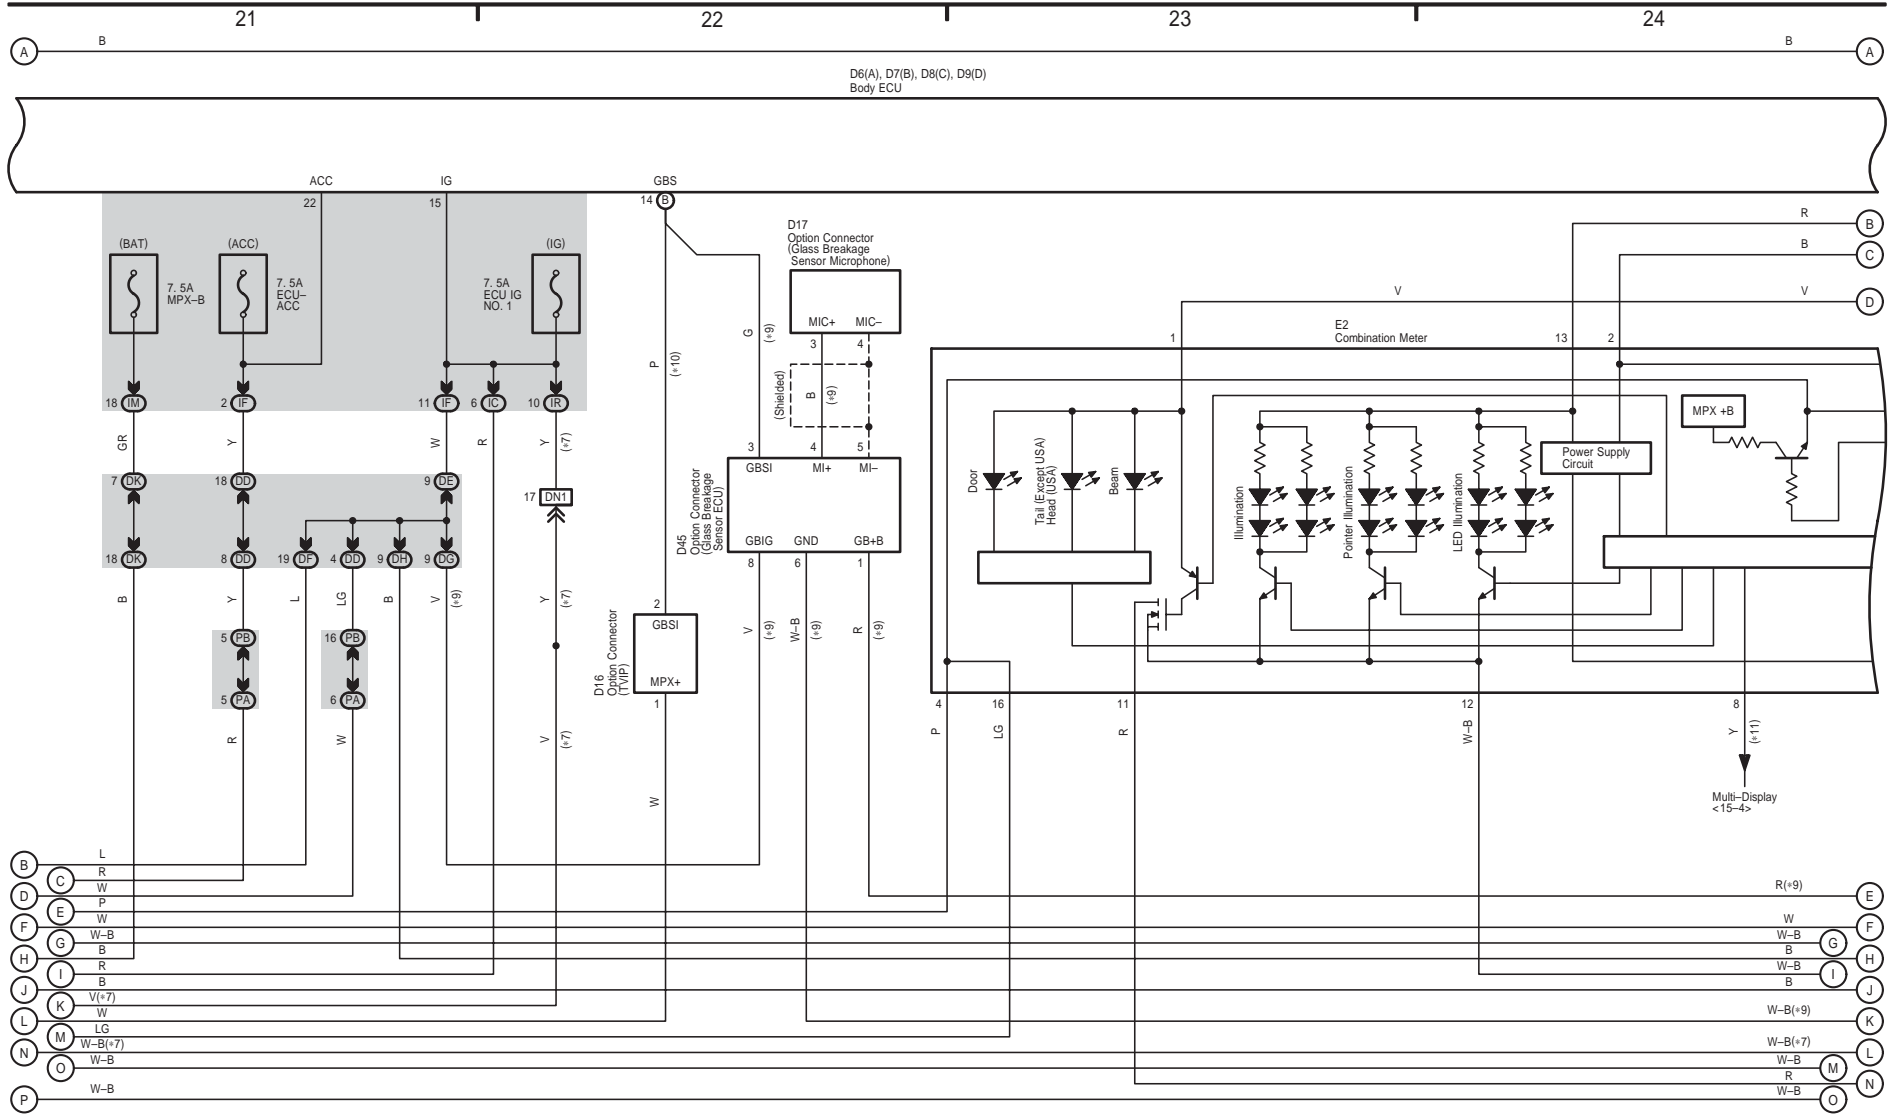 21 22 23 24
A B B A
D6(A), D7(B), D8(C), D9(D)
Body ECU
ACC IG GBS
22 15 14 B
(BAT) (ACC) (IG)
7. 5A
MPX–B
7. 5A
ECU–
ACC
7. 5A
ECU IG
NO. 1
18 IM 2 IF 11 IF 6 IC 10 IR
GR Y W R Y (*7)
7 DK 18 DD 9 DE
17 DN1
18 DK 8 DD 19 DF 4 DD 9 DH 9 DG
B Y L LG B V (*9) Y (*7)
5 PB 16 PB
5 PA 6 PA
R W V (*7)
P (*10)
G (*9)
D17
Option Connector
(Glass Breakage
Sensor Microphone)
MIC+ MIC–
3 4
(Shielded)
B (*9)
3 4 5
GBSI MI+ MI–
D45
Option Connector
(Glass Breakage
Sensor ECU)
GBIG GND GB+B
8 6 1
V (*9) W–B (*9) R (*9)
2
GBSI
D16
Option Connector
(TVIP)
MPX+
1
W
R B
B C
V V D
E2
Combination Meter
1 13 2
Door
Tail (Except USA)
Head (USA)
Beam
Illumination
Pointer Illumination
LED Illumination
Power Supply
Circuit
MPX +B
4 16 11 12 8
P LG R W–B Y (*11)
Multi–Display
<15–4>
B L
C R
D W
E P
F W
G W–B
H B
I R
J B
K V(*7)
L W
M LG
N W–B(*7)
O W–B
P W–B
R(*9) E
W F
W–B G
B H
W–B I
B J
W–B(*9) K
W–B(*7) L
W–B M
R N
W–B O